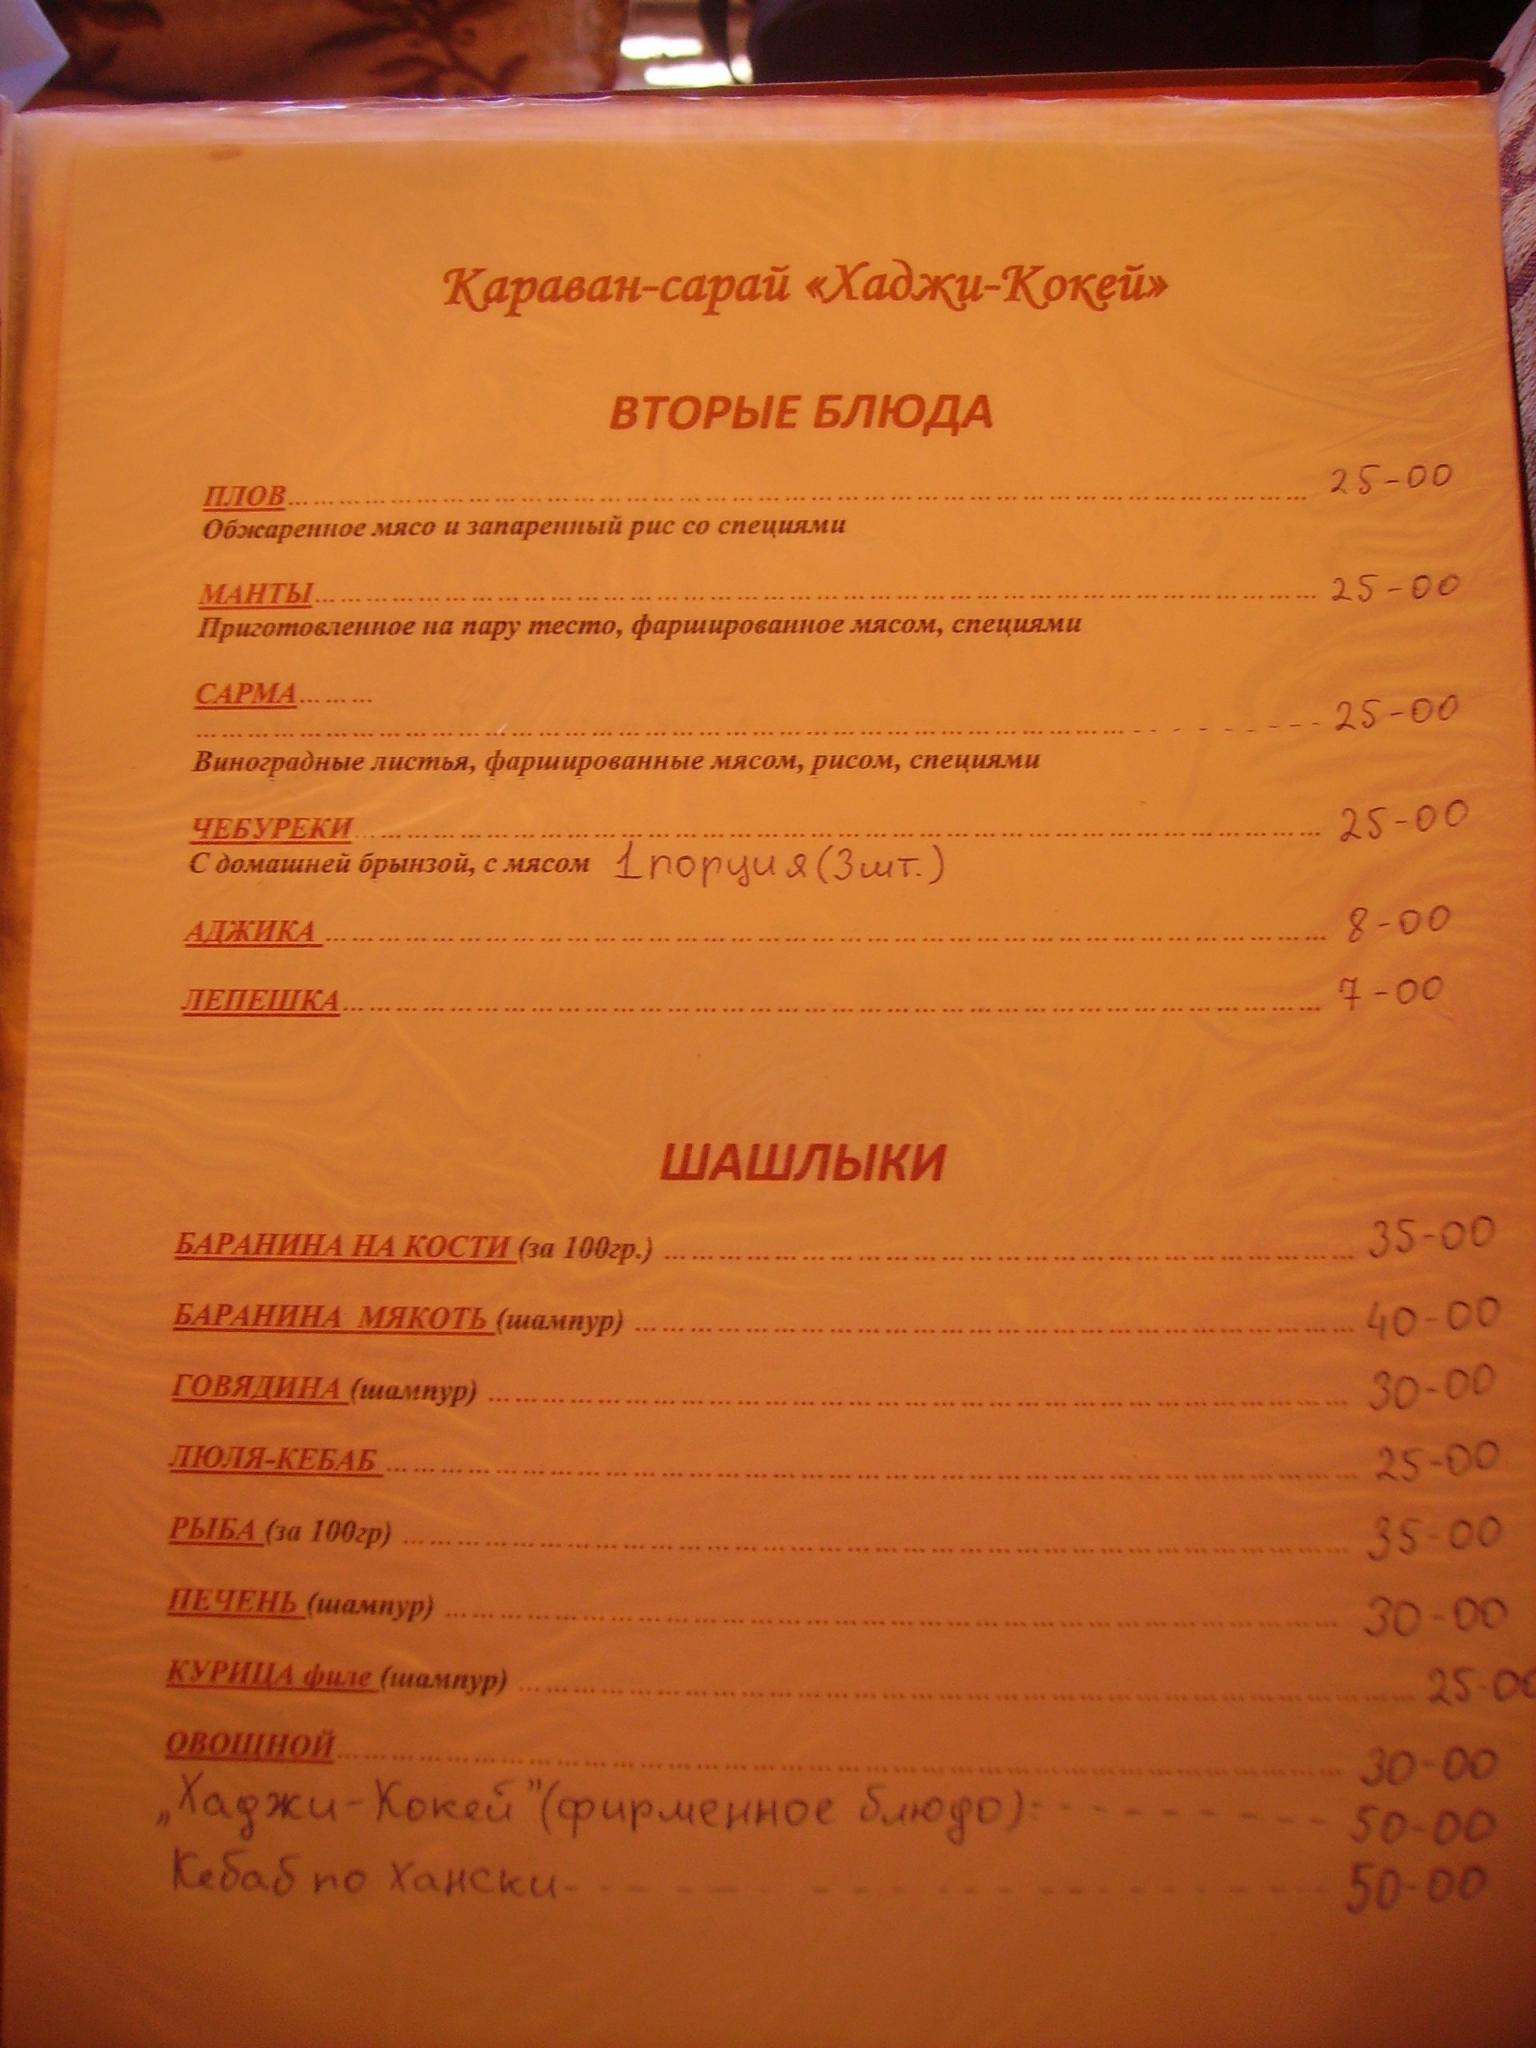 Караван-сарай «Хаджи-Кокей»
ВТОРЫЕ БЛЮДА
ПЛОВ 25-00
Обжаренное мясо и запаренный рис со специями
МАНТЫ 25-00
Приготовленное на пару тесто, фаршированное мясом, специями
САРМА
25-00
Виноградные листья, фаршированные мясом, рисом, специями
ЧЕБУРЕКИ 25-00
С домашней брынзой, с мясом 1 порция (3шт.)
АДЖИКА 8-00
ЛЕПЕШКА 7-00
ШАШЛЫКИ
БАРАНИНА НА КОСТИ (за 100гр.) 35-00
БАРАНИНА МЯКОТЬ (шампур) 40-00
ГОВЯДИНА (шампур) 30-00
ЛЮЛЯ-КЕБАБ 25-00
РЫБА (за 100гр) 35-00
ПЕЧЕНЬ (шампур) 30-00
КУРИЦА филе (шампур) 25-00
ОВОЩНОЙ 30-00
„Хаджи-Кокей" (фирменное блюдо): 50-00
Кебаб по Хански 50-00